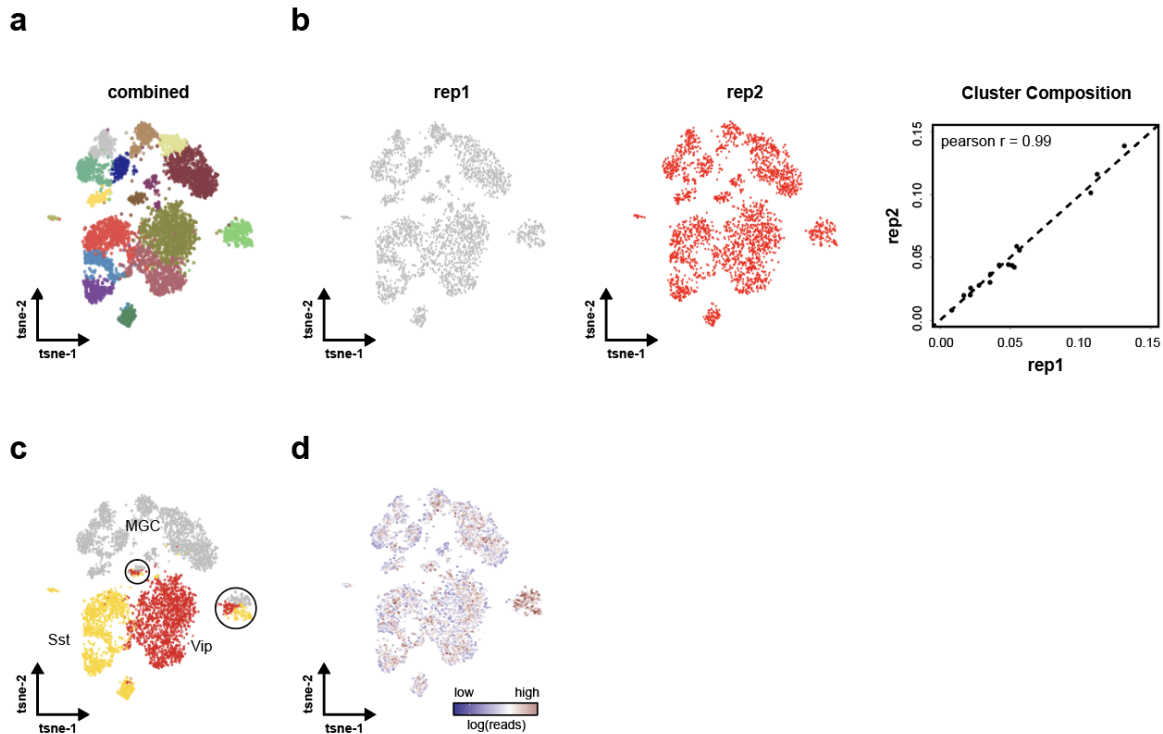 a
b
combined
rep1
rep2
Cluster Composition
pearson r = 0.99
0.15
0.10
0.05
0.00
rep2
0.00
0.05
0.10
0.15
rep1
tsne-2
tsne-1
tsne-2
tsne-1
tsne-2
tsne-1
c
d
MGC
Sst
Vip
tsne-2
tsne-1
tsne-2
tsne-1
low
high
log(reads)